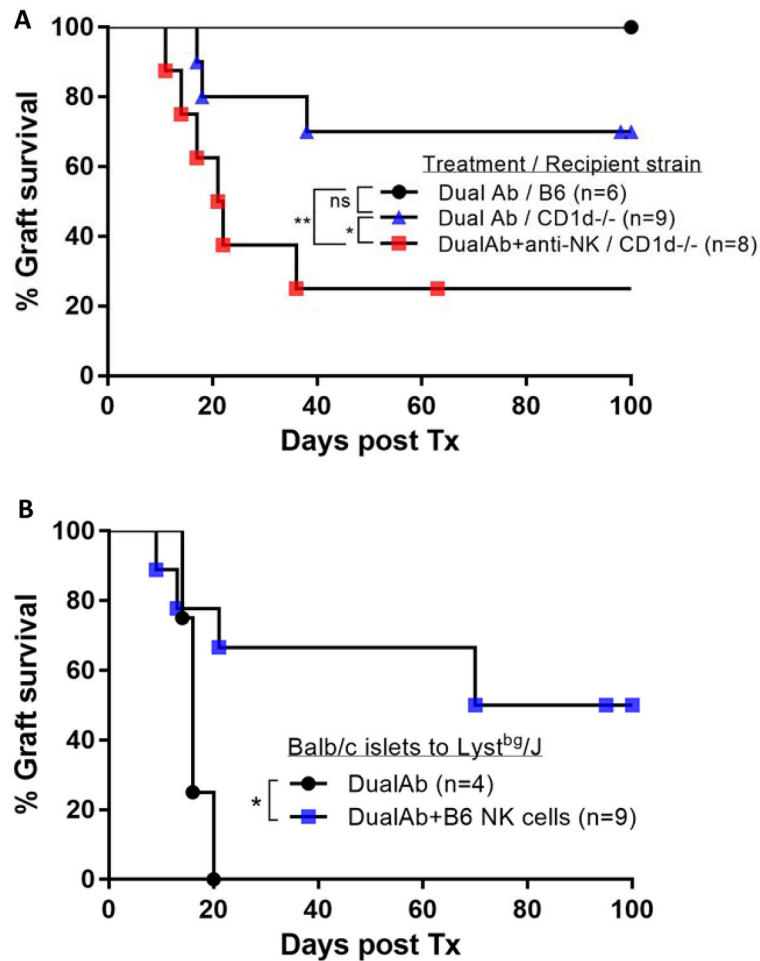 A
100
80
60
40
20
0
% Graft survival
Treatment / Recipient strain
Dual Ab / B6 (n=6)
Dual Ab / CD1d-/- (n=9)
DualAb+anti-NK / CD1d-/- (n=8)
ns
**
*
0 20 40 60 80 100
Days post Tx
B
100
80
60
40
20
0
% Graft survival
Balb/c islets to Lystbg/J
DualAb (n=4)
DualAb+B6 NK cells (n=9)
*
0 20 40 60 80 100
Days post Tx